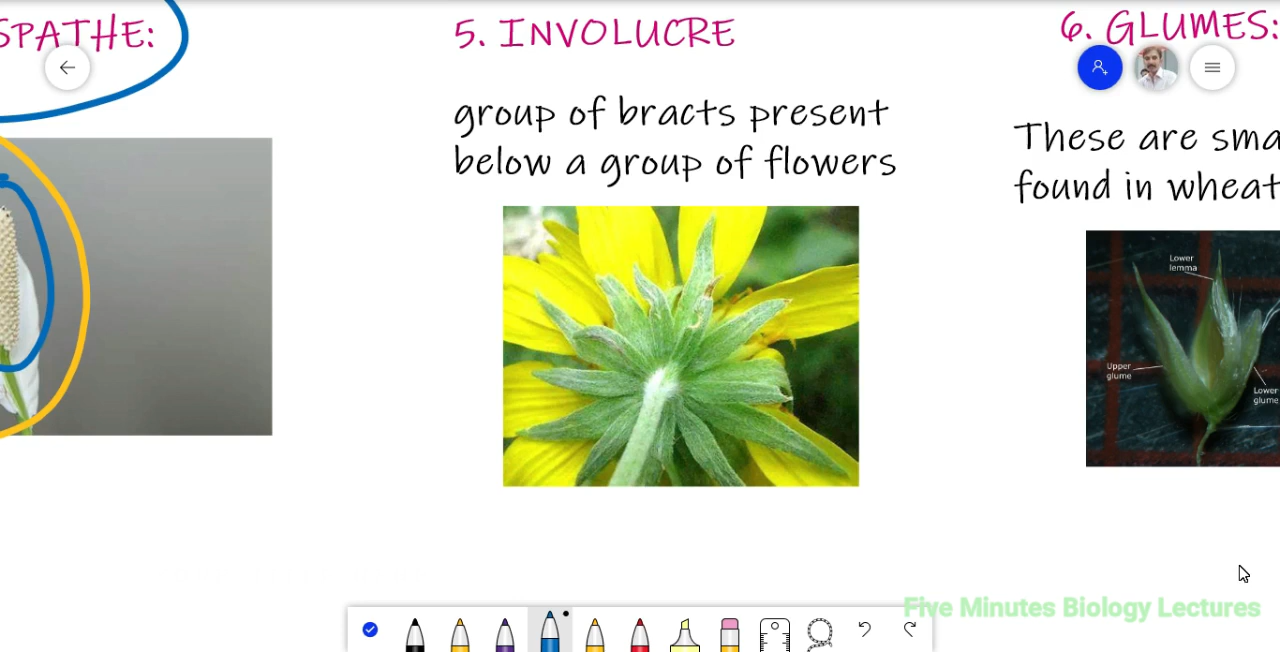 SPATHE:
5. INVOLUCRE
group of bracts present
below a group of flowers
6. GLUMES:
These are sma
found in wheat
Lower
lemma
Upper
glume
Lower
glume
Five Minutes Biology Lectures